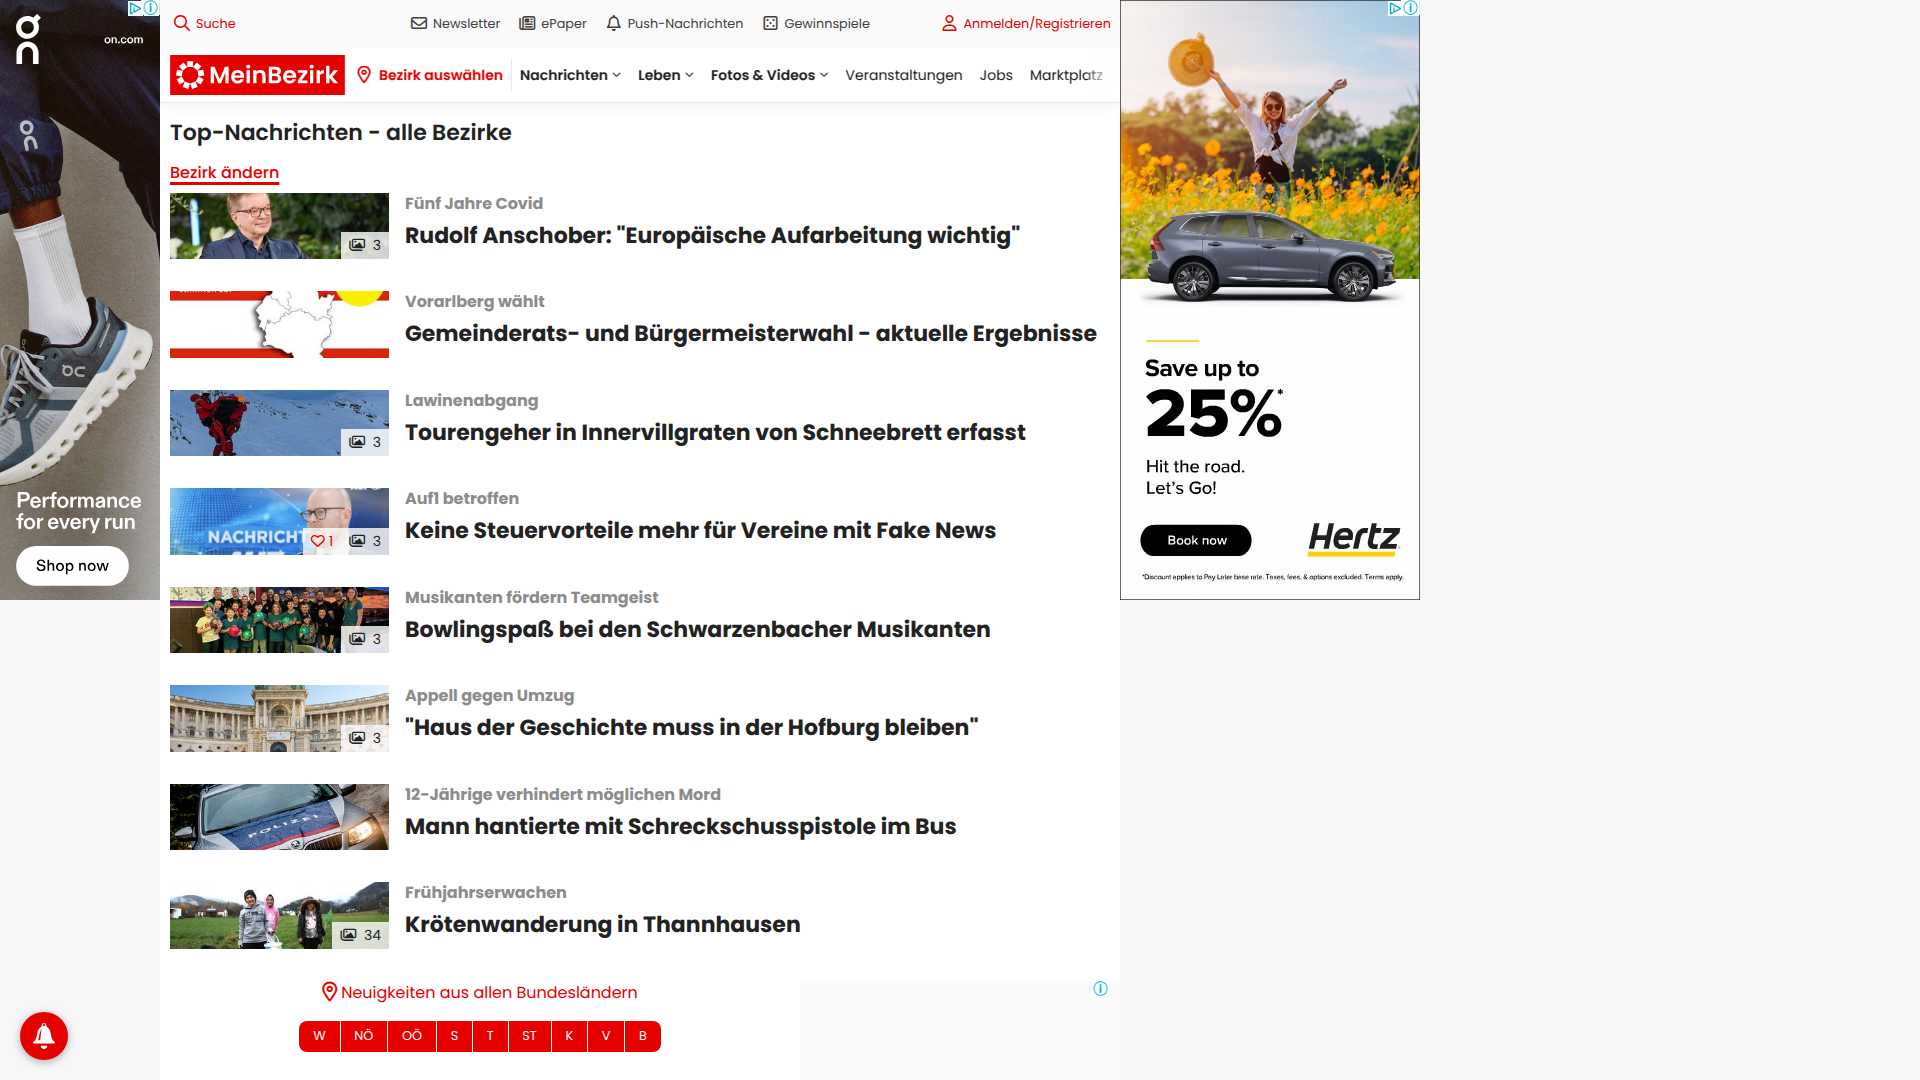 on.com
Performance
for every run
Shop now
Suche
Newsletter
ePaper
Push-Nachrichten
Gewinnspiele
Anmelden/Registrieren
MeinBezirk
Bezirk auswählen
Nachrichten
Leben
Fotos & Videos
Veranstaltungen
Jobs
Marktplatz
Top-Nachrichten - alle Bezirke
Bezirk ändern
3
Fünf Jahre Covid
Rudolf Anschober: "Europäische Aufarbeitung wichtig"
Vorarlberg wählt
Gemeinderats- und Bürgermeisterwahl - aktuelle Ergebnisse
3
Lawinenabgang
Tourengeher in Innervillgraten von Schneebrett erfasst
NACHRICHT
1 3
Auf1 betroffen
Keine Steuervorteile mehr für Vereine mit Fake News
3
Musikanten fördern Teamgeist
Bowlingspaß bei den Schwarzenbacher Musikanten
3
Appell gegen Umzug
"Haus der Geschichte muss in der Hofburg bleiben"
POLIZEI
12-Jährige verhindert möglichen Mord
Mann hantierte mit Schreckschusspistole im Bus
34
Frühjahrserwachen
Krötenwanderung in Thannhausen
Neuigkeiten aus allen Bundesländern
W NÖ OÖ S T ST K V B
Save up to
25%*
Hit the road.
Let's Go!
Book now
Hertz
*Discount applies to Pay Later base rate. Taxes, fees, & options excluded. Terms apply.